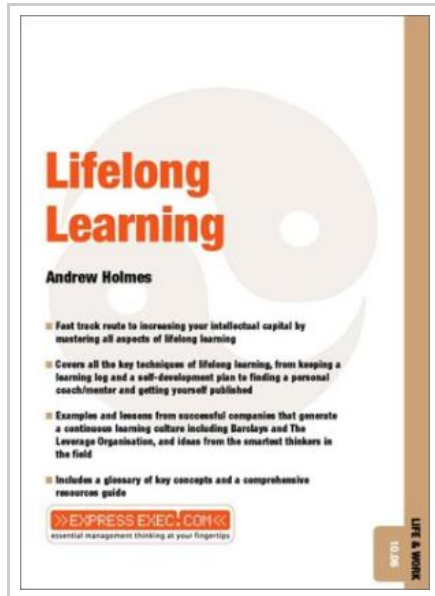 Lifelong
Learning
Andrew Holmes
Fast track route to increasing your intellectual capital by
mastering all aspects of lifelong learning
Covers all the key techniques of lifelong learning, from keeping a
learning log and a self-development plan to finding a personal
coach/mentor and getting yourself published
Examples and lessons from successful companies that generate
a continuous learning culture including Barclays and The
Leverage Organisation, and ideas from the smartest thinkers in
the field
Includes a glossary of key concepts and a comprehensive
resources guide
>>EXPRESS EXEC.COM<<
essential management thinking at your fingertips
LIFE & WORK
10.06